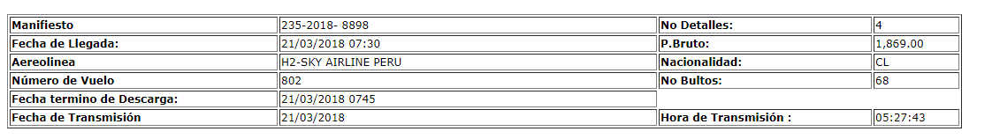 Manifiesto 235-2018- 8898 No Detalles: 4
Fecha de Llegada: 21/03/2018 07:30 P.Bruto: 1,869.00
Aereolinea H2-SKY AIRLINE PERU Nacionalidad: CL
Número de Vuelo 802 No Bultos: 68
Fecha termino de Descarga: 21/03/2018 0745
Fecha de Transmisión 21/03/2018 Hora de Transmisión : 05:27:43